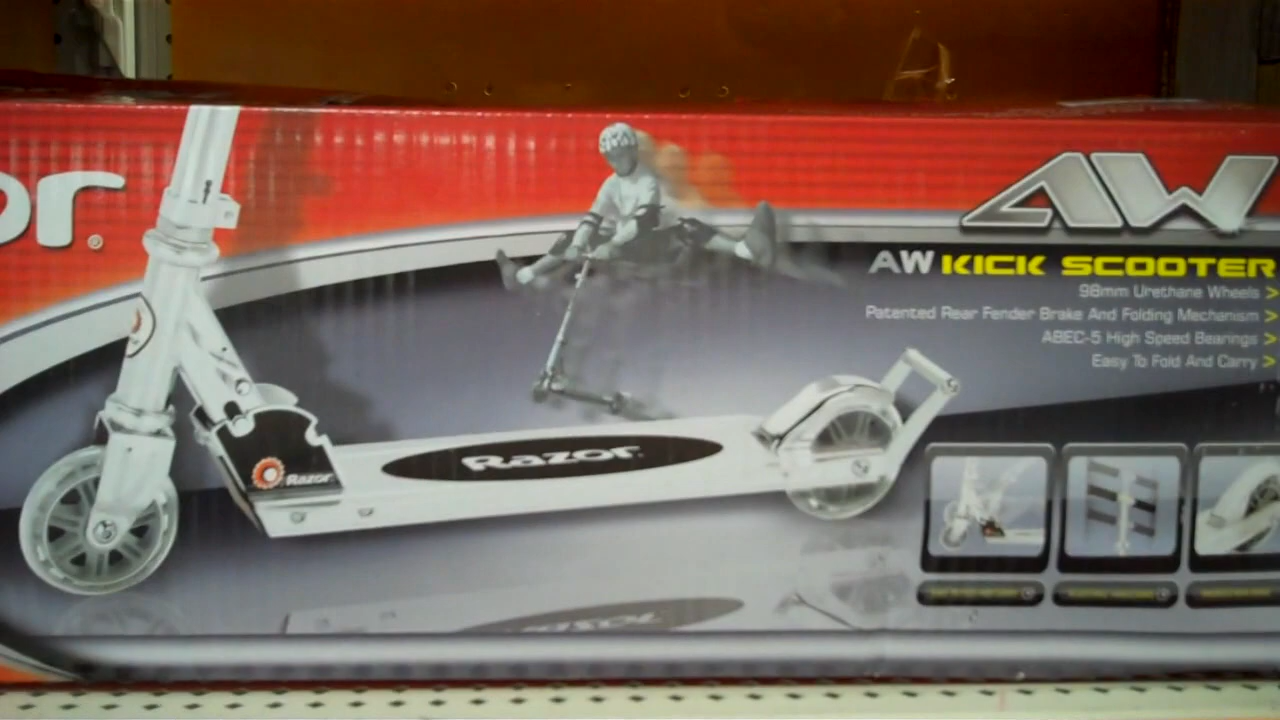 or®
AW
AW KICK SCOOTER
98mm Urethane Wheels >
Patented Rear Fender Brake And Folding Mechanism >
ABEC-5 High Speed Bearings >
Easy To Fold And Carry >
Razor
Razor